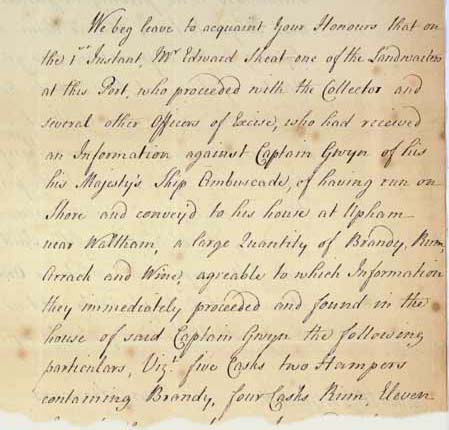 We beg leave to acquaint Your Honours that on
the 1st Instant, Mr Edward Sheat one of the Landwaiters
at this Port, who proceeded with the Collector and
several other Officers of Excise, who had received
an Information against Captain Gwyn of his
his Majesty's Ship Ambuscade, of having run on
Shore and convey'd to his house at Upham
near Waltham, a large Quantity of Brandy, Rum,
Arrack and Wine, agreable to which Information
they immediately proceeded and found in the
house of said Captain Gwyn the following
particulars, Vizt. five Casks two Hampers
containing Brandy, four Casks Rum, Eleven